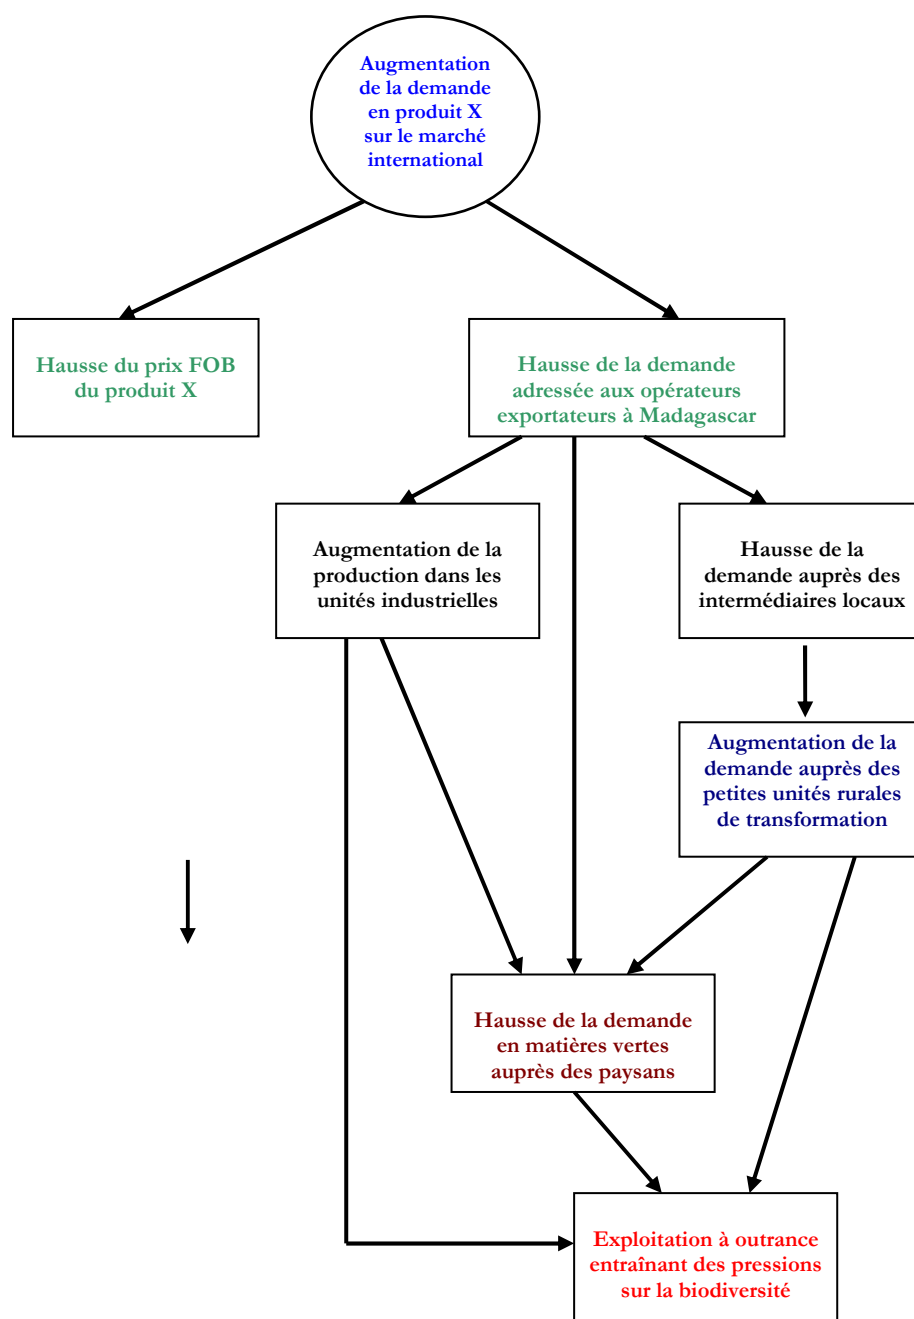 Augmentation
de la demande
en produit X
sur le marché
international
Hausse du prix FOB
du produit X
Hausse de la demande
adressée aux opérateurs
exportateurs à Madagascar
Augmentation de la
production dans les
unités industrielles
Hausse de la
demande auprès des
intermédiaires locaux
Augmentation de la
demande auprès des
petites unités rurales
de transformation
Hausse de la demande
en matières vertes
auprès des paysans
Exploitation à outrance
entraînant des pressions
sur la biodiversité